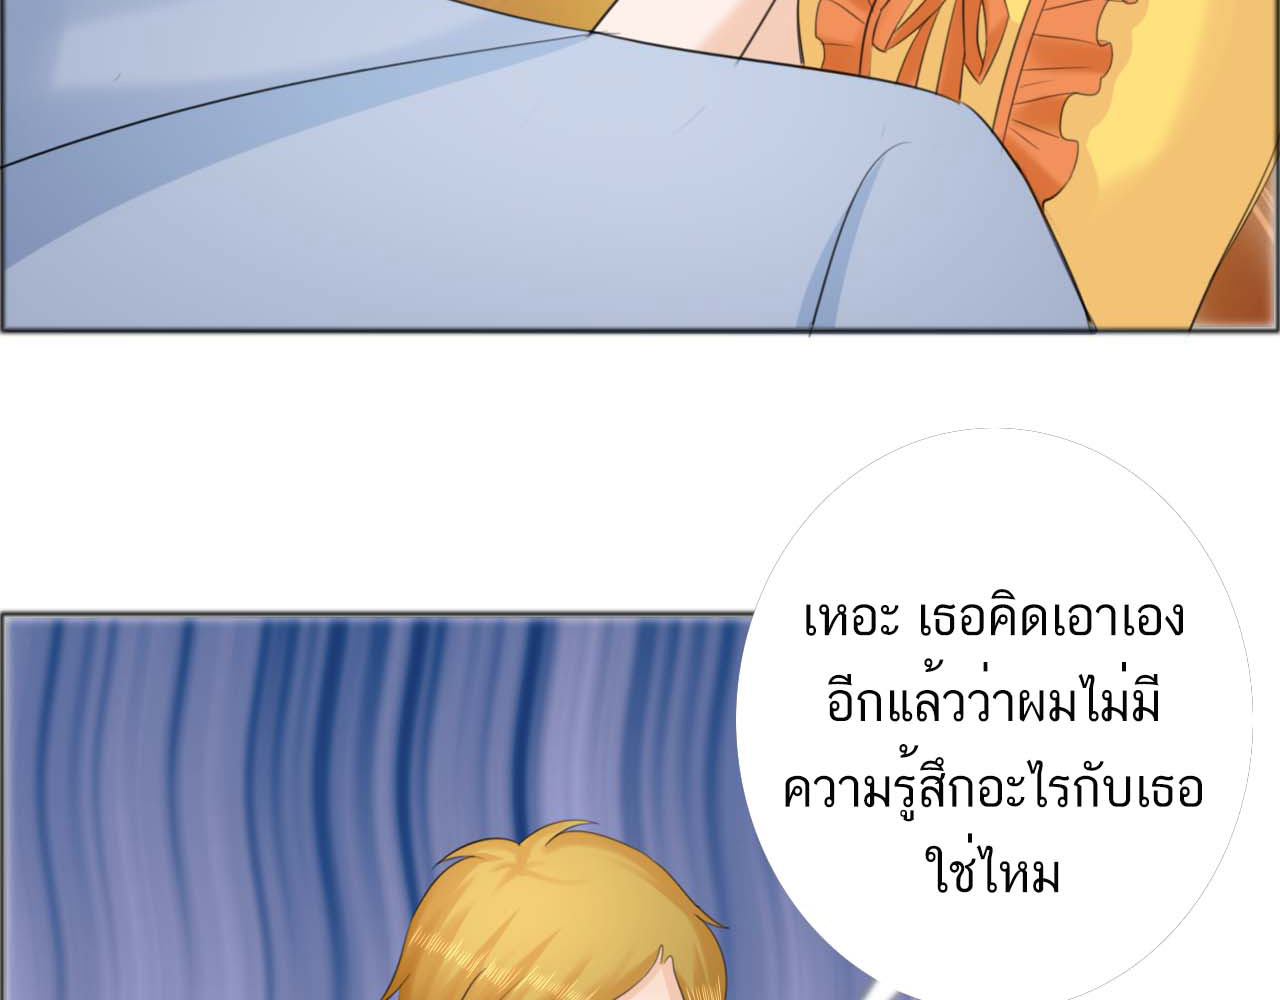 เหอะ เธอคิดเอาเอง
อีกแล้วว่าผมไม่มี
ความรู้สึกอะไรกับเธอ
ใช่ไหม